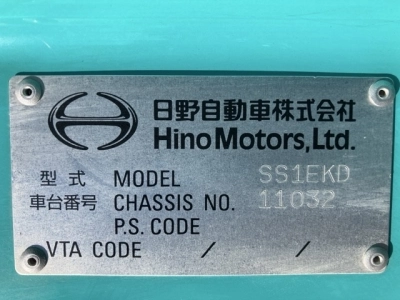 日野自動車株式会社
Hino Motors, Ltd.
型式 MODEL SS1EKD
車台番号 CHASSIS NO. 11032
P.S. CODE
VTA CODE / /